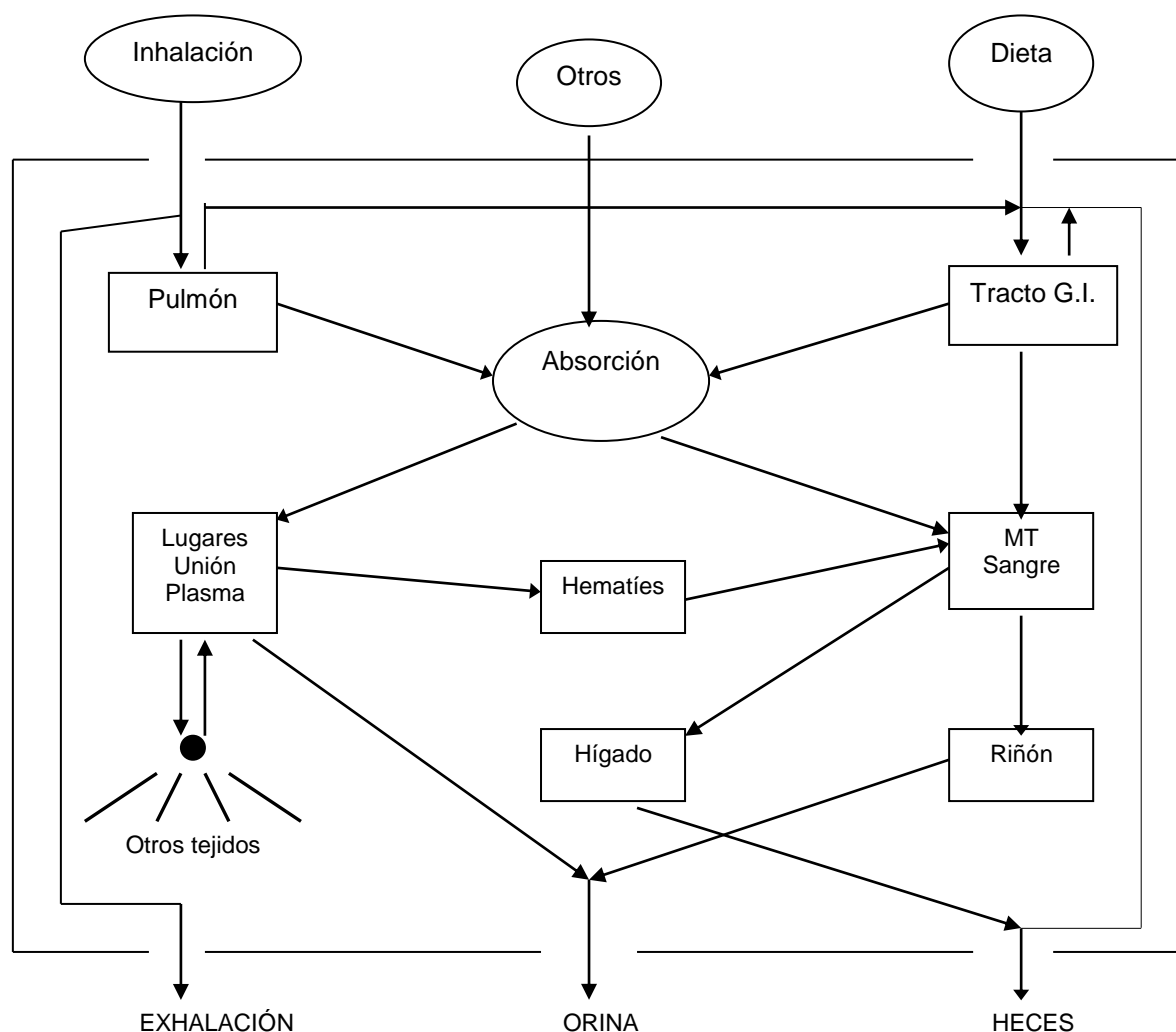 Inhalación
Otros
Dieta
Pulmón
Tracto G.I.
Absorción
Lugares
Unión
Plasma
Hematíes
MT
Sangre
Hígado
Riñón
Otros tejidos
EXHALACIÓN
ORINA
HECES